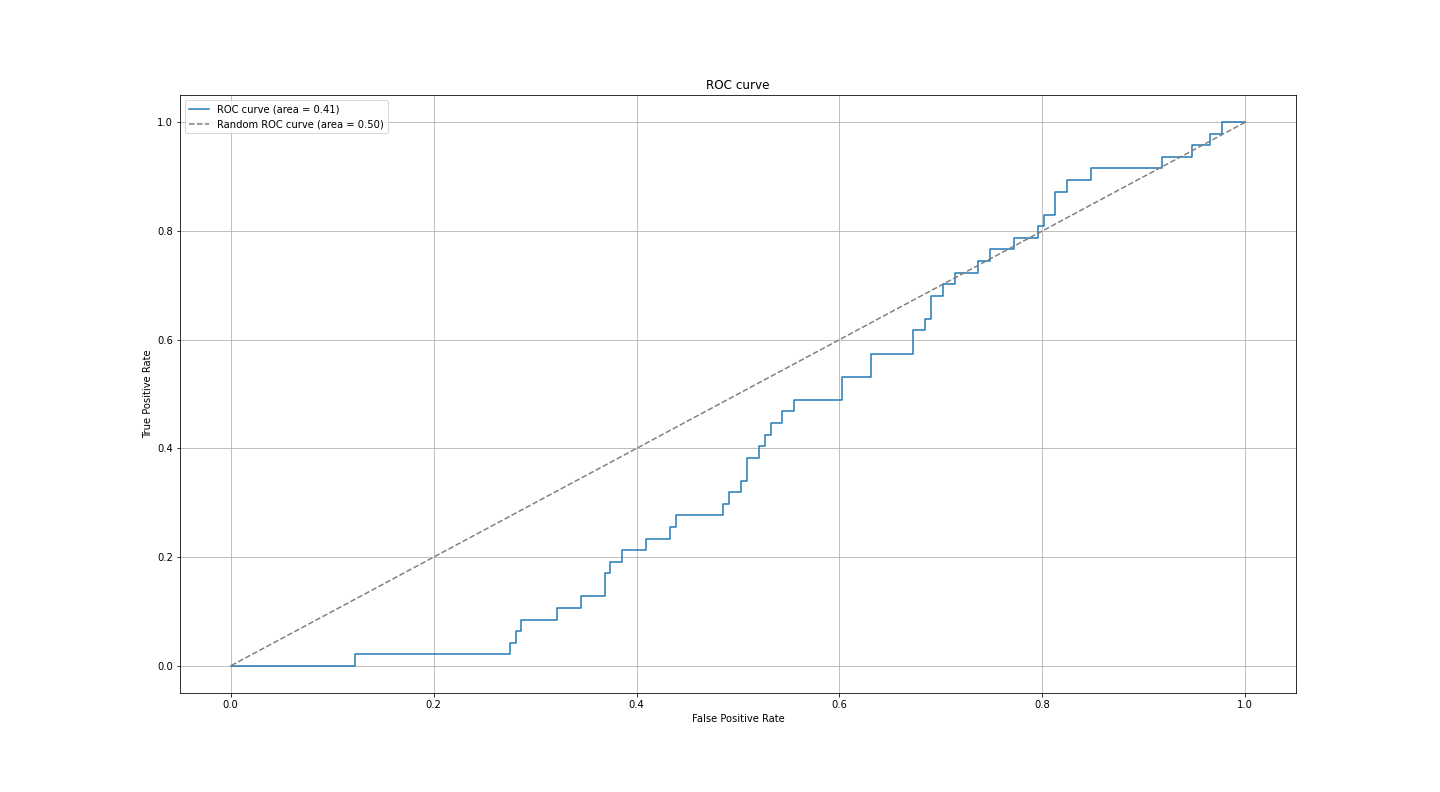 ROC curve
ROC curve (area = 0.41)
Random ROC curve (area = 0.50)
True Positive Rate
1.0
0.8
0.6
0.4
0.2
0.0
0.0 0.2 0.4 0.6 0.8 1.0
False Positive Rate